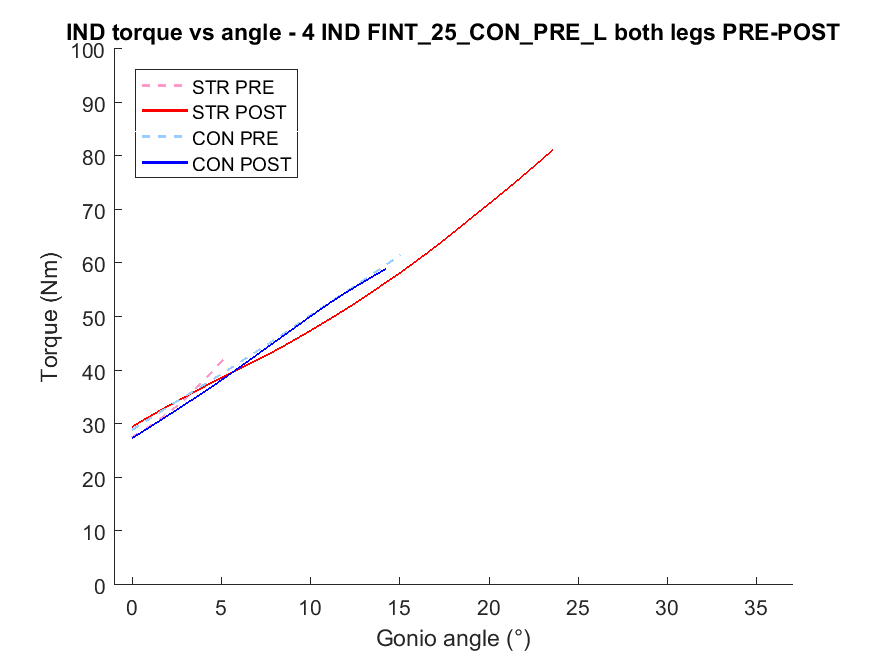 IND torque vs angle - 4 IND FINT_25_CON_PRE_L both legs PRE-POST
100
90
80
70
60
50
40
30
20
10
0
STR PRE
STR POST
CON PRE
CON POST
Torque (Nm)
0 5 10 15 20 25 30 35
Gonio angle (°)